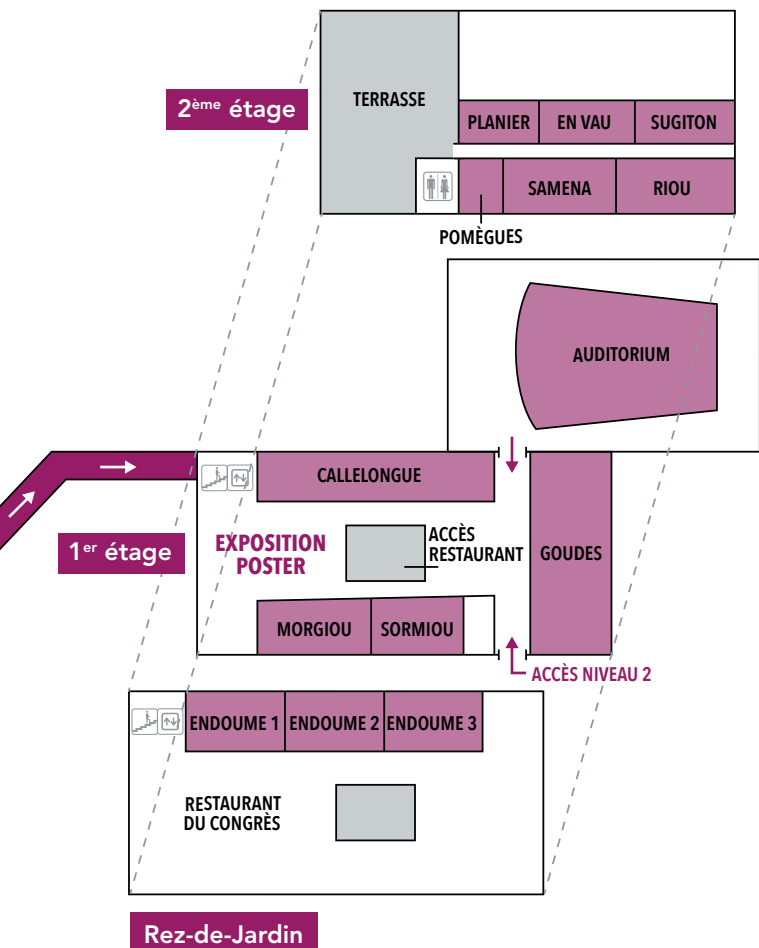 2ème étage
TERRASSE
PLANIER
EN VAU
SUGITON
SAMENA
RIOU
POMÈGUES
AUDITORIUM
CALLELONGUE
1er étage
EXPOSITION
POSTER
ACCÈS
RESTAURANT
GOUDES
MORGIOU
SORMIOU
ACCÈS NIVEAU 2
ENDOUME 1
ENDOUME 2
ENDOUME 3
RESTAURANT
DU CONGRÈS
Rez-de-Jardin